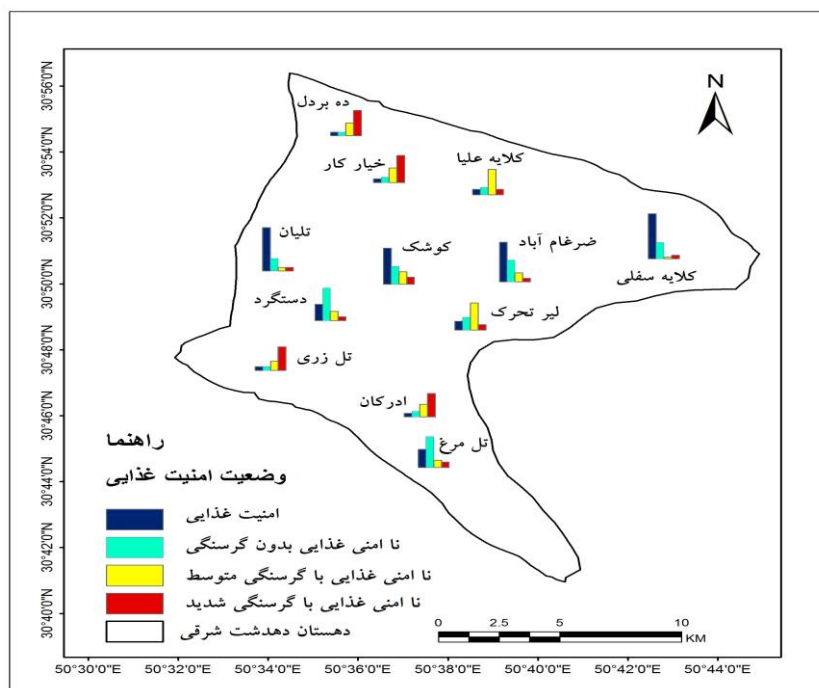 N
30°56'0"N
30°54'0"N
30°52'0"N
30°50'0"N
30°48'0"N
30°46'0"N
30°44'0"N
30°42'0"N
30°40'0"N
ده بردل
خیار کار
کلایه علیا
تلیان
کوشک
ضرغام آباد
کلایه سفلی
دستگرد
لیر تحرک
تل زری
ادرکان
تل مرغ
راهنما
وضعیت امنیت غذایی
امنیت غذایی
نا امنی غذایی بدون گرسنگی
نا امنی غذایی با گرسنگی متوسط
نا امنی غذایی با گرسنگی شدید
دهستان دهدشت شرقی
0 2.5 5 10
KM
50°30'0"E 50°32'0"E 50°34'0"E 50°36'0"E 50°38'0"E 50°40'0"E 50°42'0"E 50°44'0"E